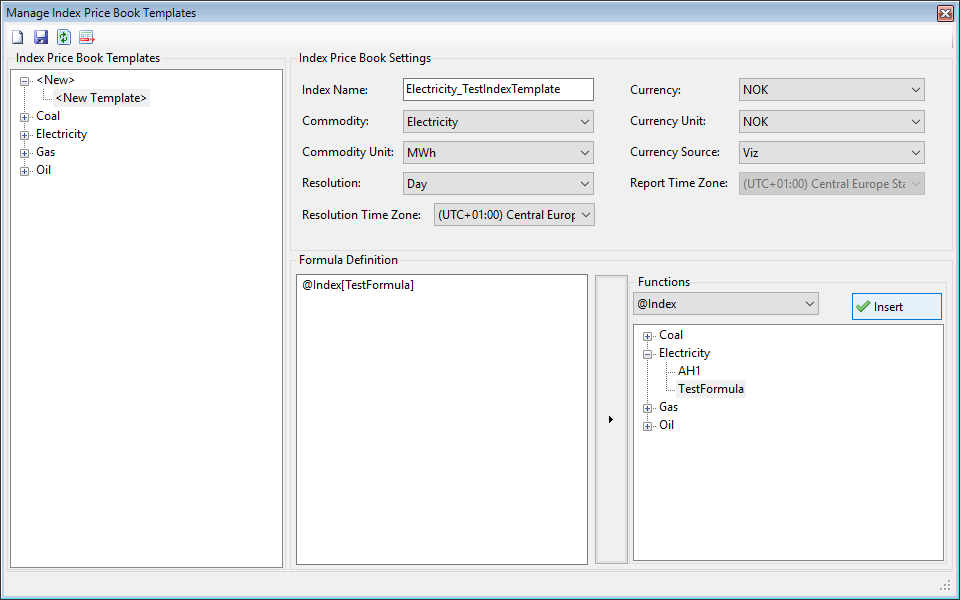 Manage Index Price Book Templates
Index Price Book Templates
<New>
<New Template>
Coal
Electricity
Gas
Oil
Index Price Book Settings
Index Name: Electricity_TestIndexTemplate
Commodity: Electricity
Commodity Unit: MWh
Resolution: Day
Resolution Time Zone: (UTC+01:00) Central Europ
Currency: NOK
Currency Unit: NOK
Currency Source: Viz
Report Time Zone: (UTC+01:00) Central Europe Sta
Formula Definition
@Index[TestFormula]
Functions
@Index
Insert
Coal
Electricity
AH1
TestFormula
Gas
Oil